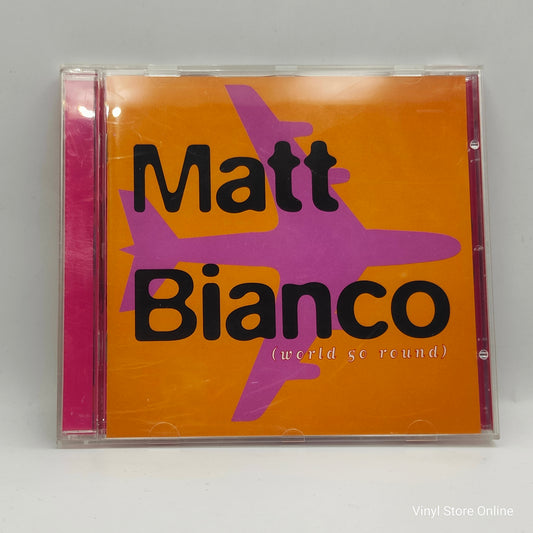 Matt
Bianco
(world go round)
Vinyl Store Online